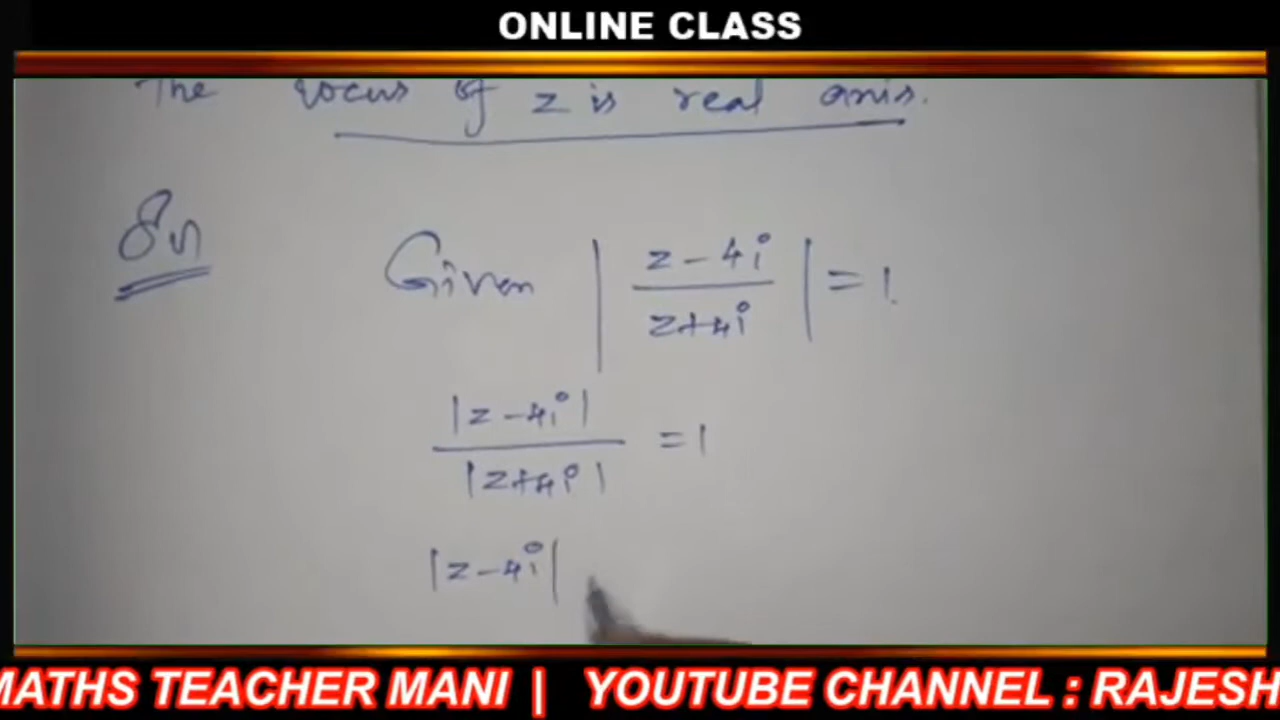 ONLINE CLASS
The locus of z is real axis.
Given | z-4i / z+4i | = 1.
|z-4i| / |z+4i| = 1
|z-4i|
MATHS TEACHER MANI | YOUTUBE CHANNEL : RAJESH